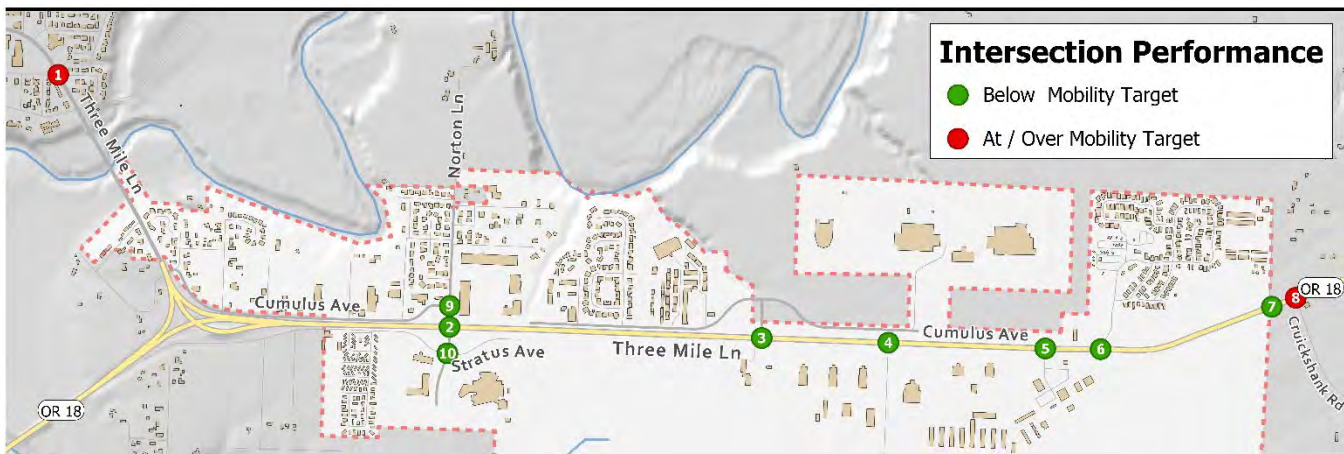 Intersection Performance
Below Mobility Target
At / Over Mobility Target
1
Three Mile Ln
Norton Ln
Cumulus Ave
9
2
10
Stratus Ave
Three Mile Ln
3
4
Cumulus Ave
5
6
7
8
OR 18
Cruickshank Rd
OR 18